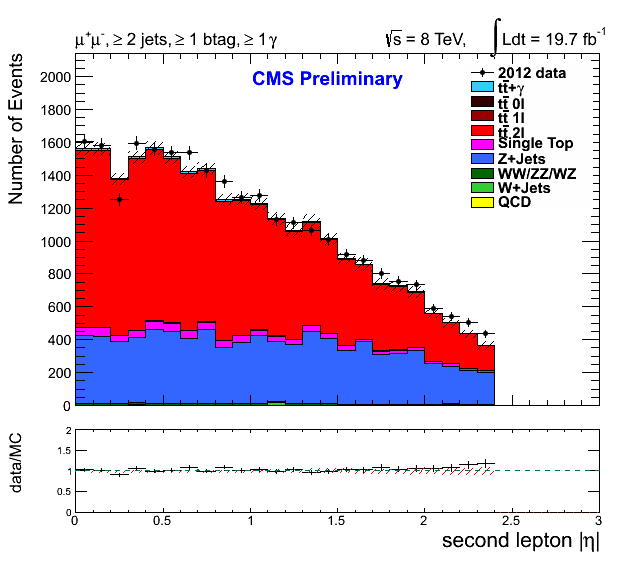 μ⁺μ⁻, ≥ 2 jets, ≥ 1 btag, ≥ 1 γ
√s = 8 TeV, ∫ Ldt = 19.7 fb⁻¹
Number of Events
CMS Preliminary
2012 data
tt̄+γ
tt̄ 0l
tt̄ 1l
tt̄ 2l
Single Top
Z+Jets
WW/ZZ/WZ
W+Jets
QCD
2000
1800
1600
1400
1200
1000
800
600
400
200
0
data/MC
2
1.5
1
0.5
0
0 0.5 1 1.5 2 2.5 3
second lepton |η|